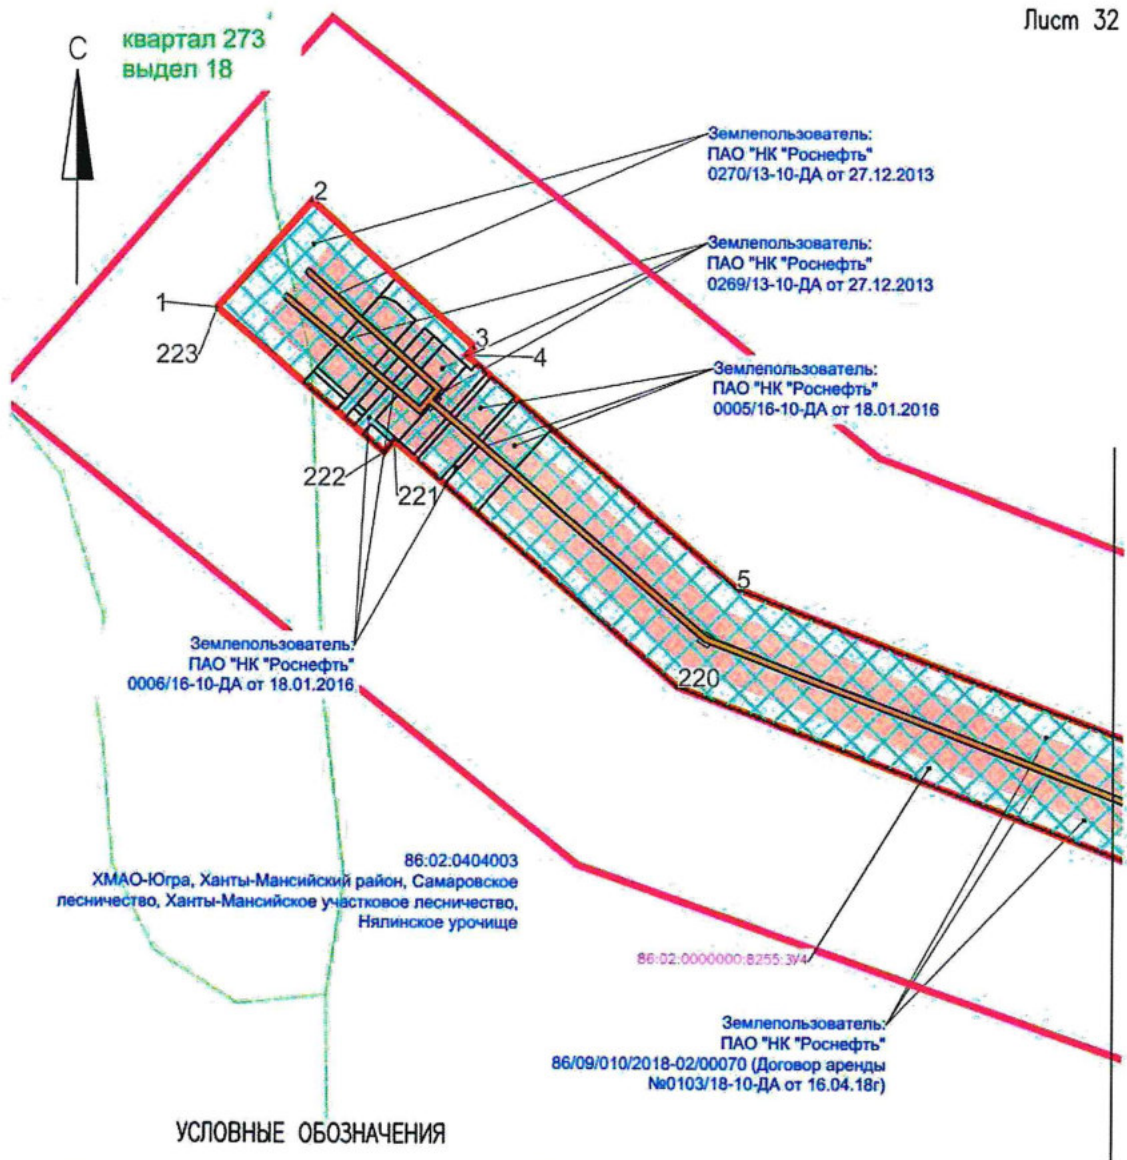 Лист 32
С
квартал 273
выдел 18
Землепользователь:
ПАО "НК "Роснефть"
0270/13-10-ДА от 27.12.2013
2
Землепользователь:
ПАО "НК "Роснефть"
0269/13-10-ДА от 27.12.2013
1
223
3
4
Землепользователь:
ПАО "НК "Роснефть"
0005/16-10-ДА от 18.01.2016
222
221
5
Землепользователь:
ПАО "НК "Роснефть"
0006/16-10-ДА от 18.01.2016
220
86:02:0404003
ХМАО-Югра, Ханты-Мансийский район, Самаровское
лесничество, Ханты-Мансийское участковое лесничество,
Нялинское урочище
86:02:0000000:8255:ЗУ4
Землепользователь:
ПАО "НК "Роснефть"
86/09/010/2018-02/00070 (Договор аренды
№0103/18-10-ДА от 16.04.18г)
УСЛОВНЫЕ ОБОЗНАЧЕНИЯ